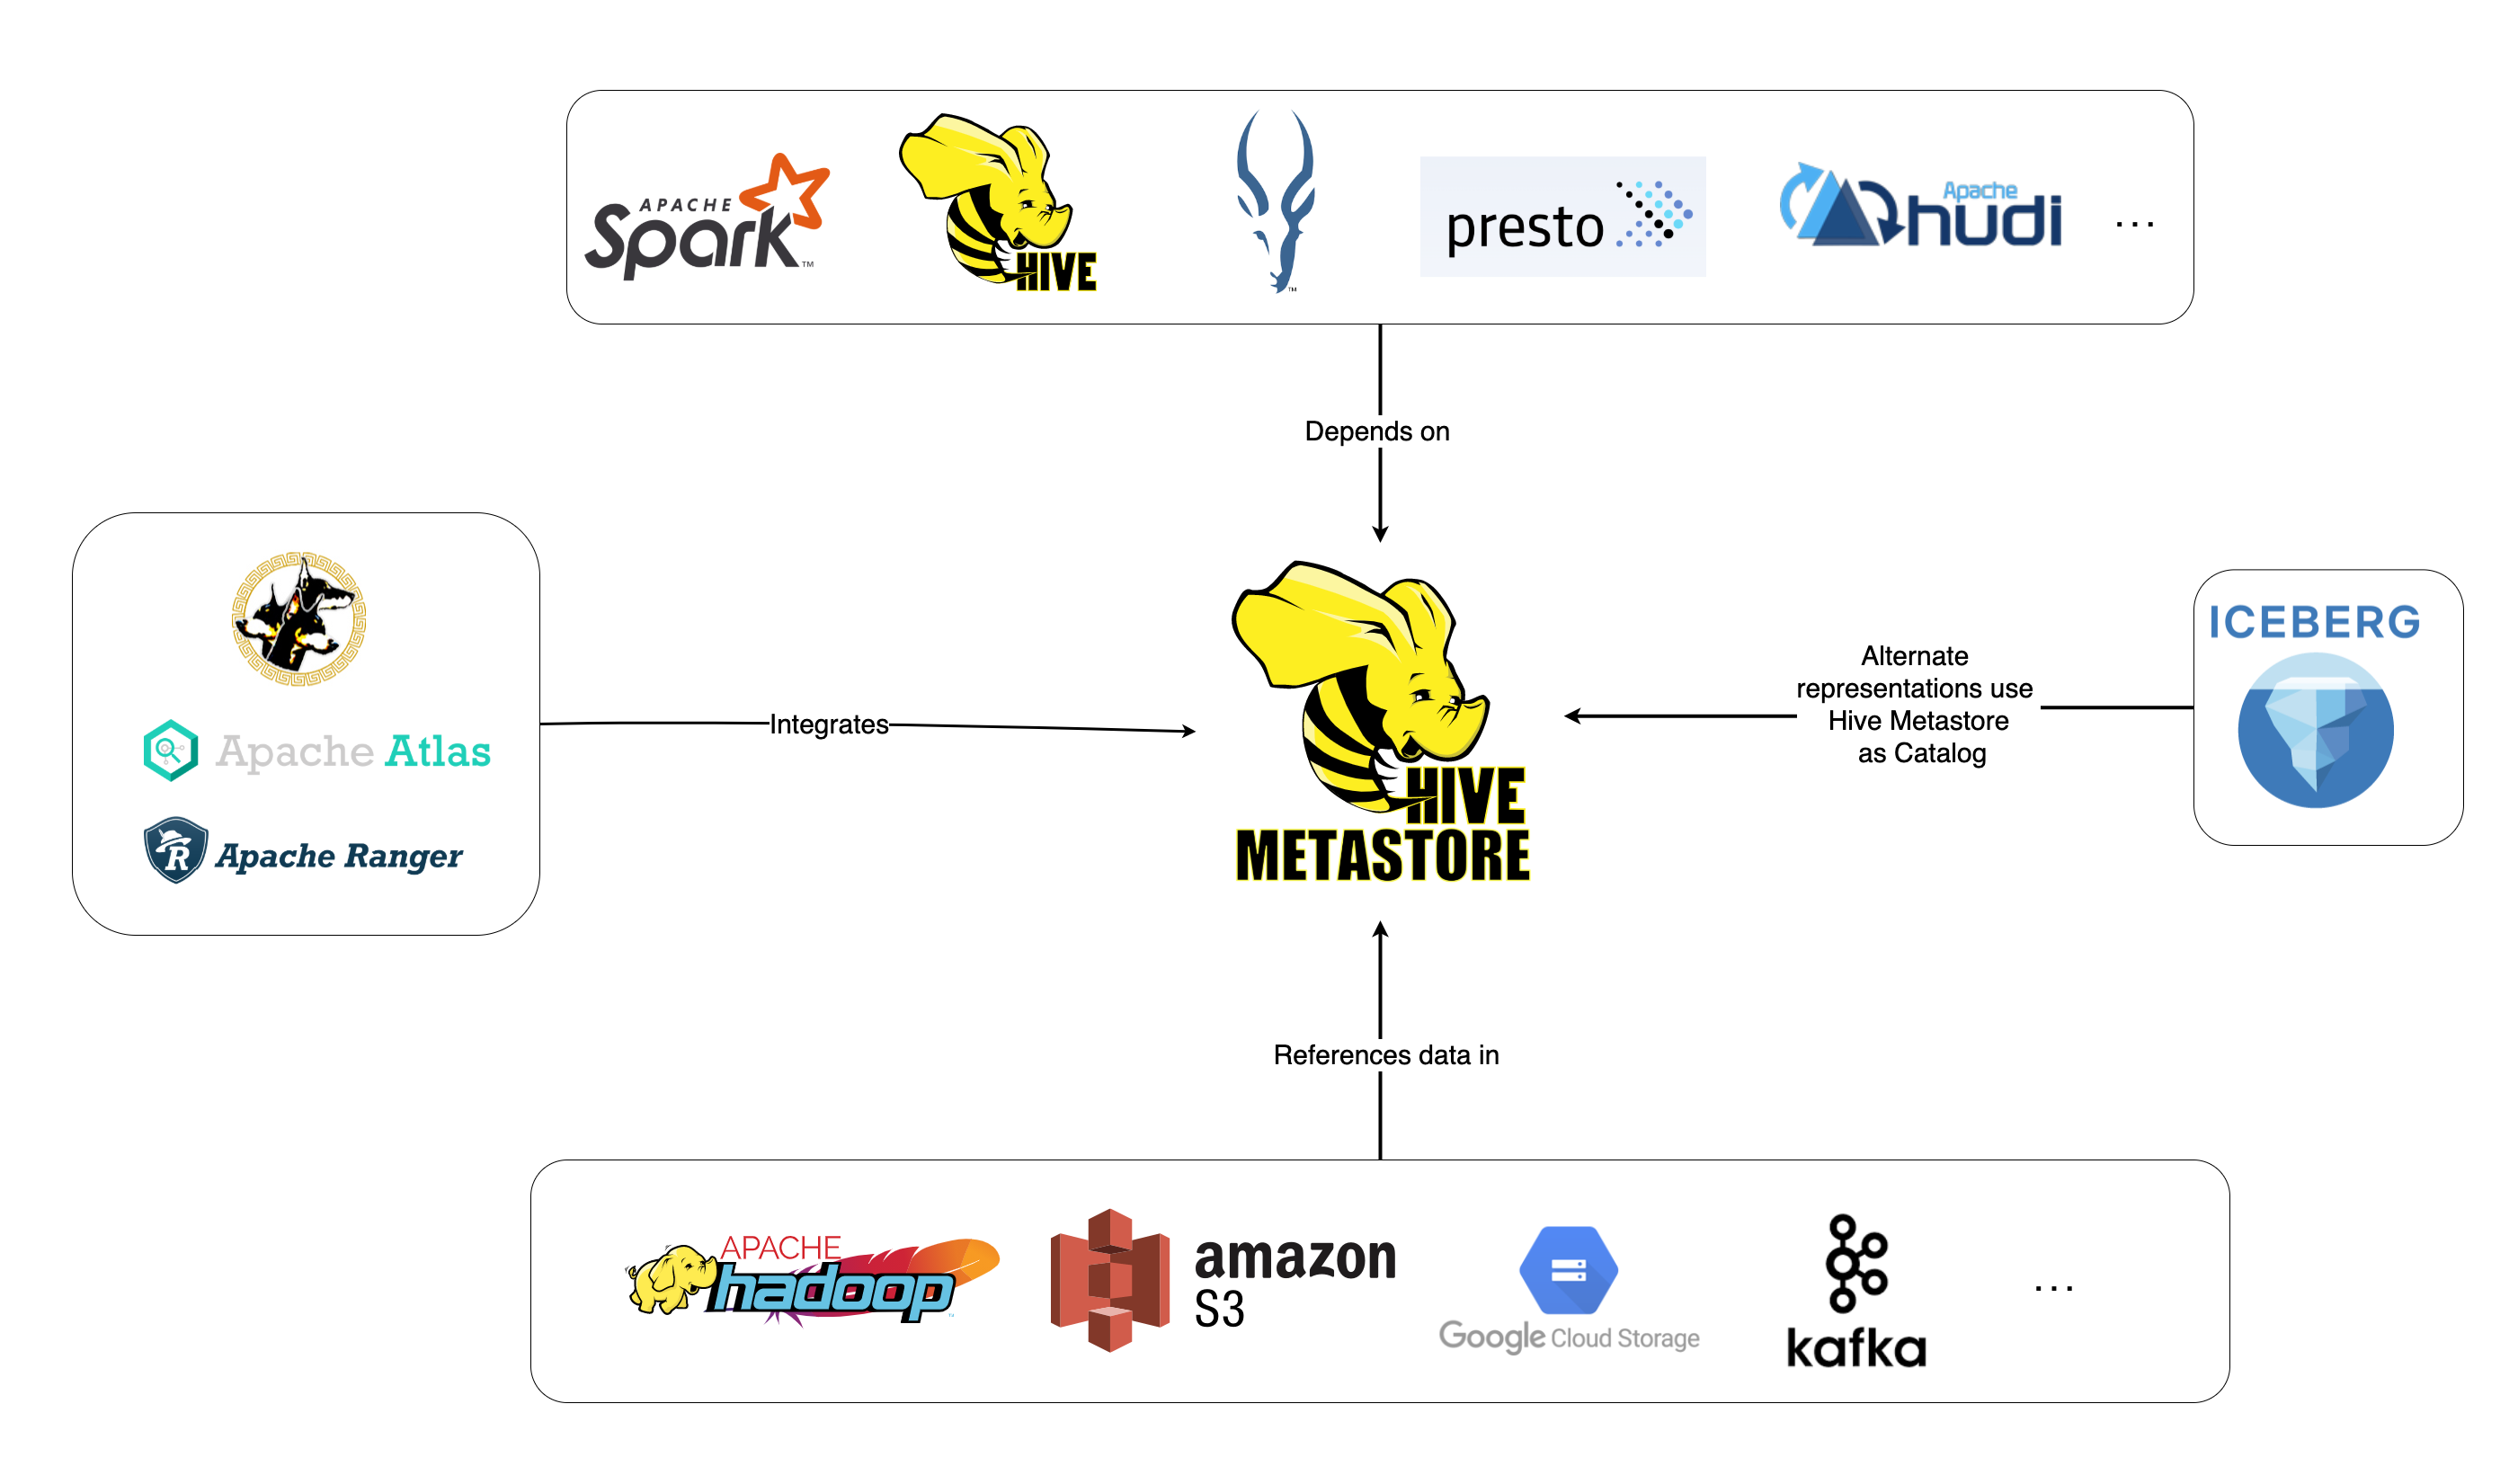 APACHE
Spark™
HIVE
™
presto
Apache
hudi
...
Depends on
Apache Atlas
R
Apache Ranger
Integrates
HIVE
METASTORE
Alternate
representations use
Hive Metastore
as Catalog
ICEBERG
References data in
APACHE
hadoop
amazon
S3
Google Cloud Storage
kafka
...